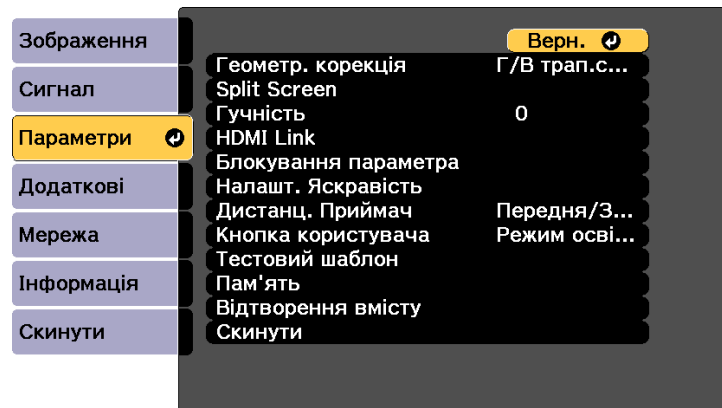 Зображення
Сигнал
Параметри
Додаткові
Мережа
Інформація
Скинути
Верн.
Геометр. корекція Г/В трап.с...
Split Screen
Гучність 0
HDMI Link
Блокування параметра
Налашт. Яскравість
Дистанц. Приймач Передня/З...
Кнопка користувача Режим осві...
Тестовий шаблон
Пам'ять
Відтворення вмісту
Скинути